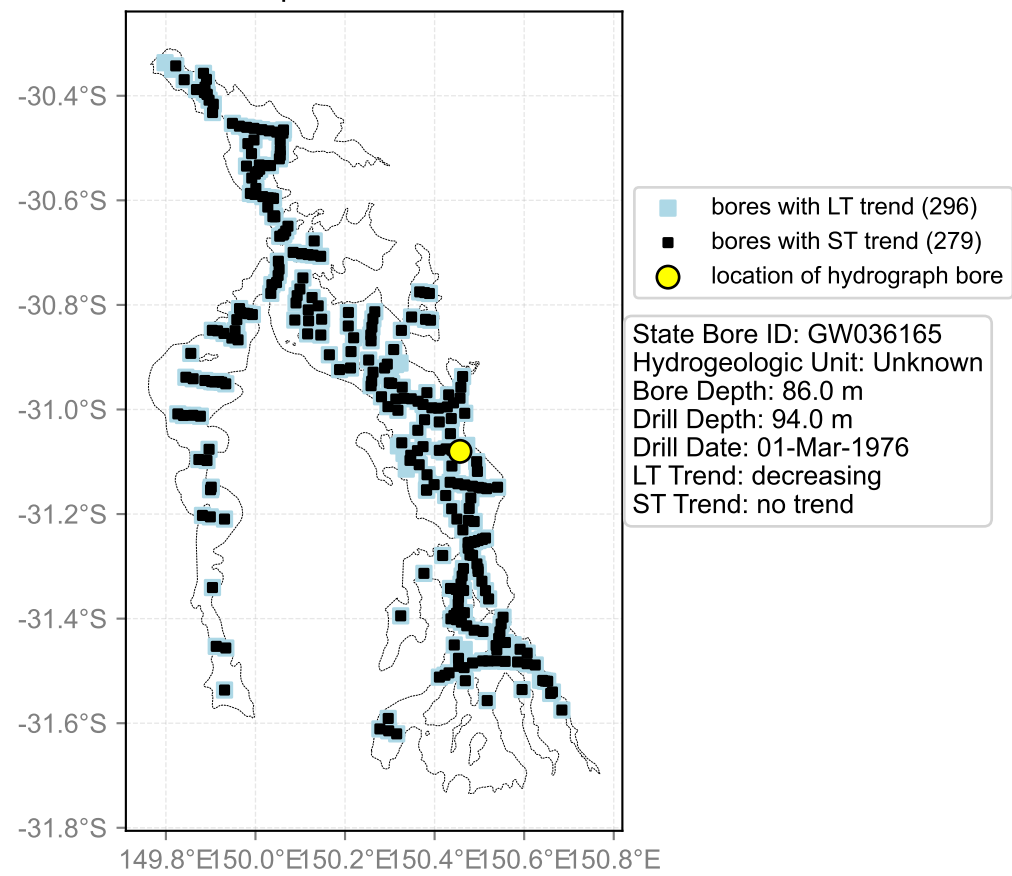 -30.4°S
-30.6°S
-30.8°S
-31.0°S
-31.2°S
-31.4°S
-31.6°S
-31.8°S
149.8°E150.0°E150.2°E150.4°E150.6°E150.8°E
bores with LT trend (296)
bores with ST trend (279)
location of hydrograph bore
State Bore ID: GW036165
Hydrogeologic Unit: Unknown
Bore Depth: 86.0 m
Drill Depth: 94.0 m
Drill Date: 01-Mar-1976
LT Trend: decreasing
ST Trend: no trend